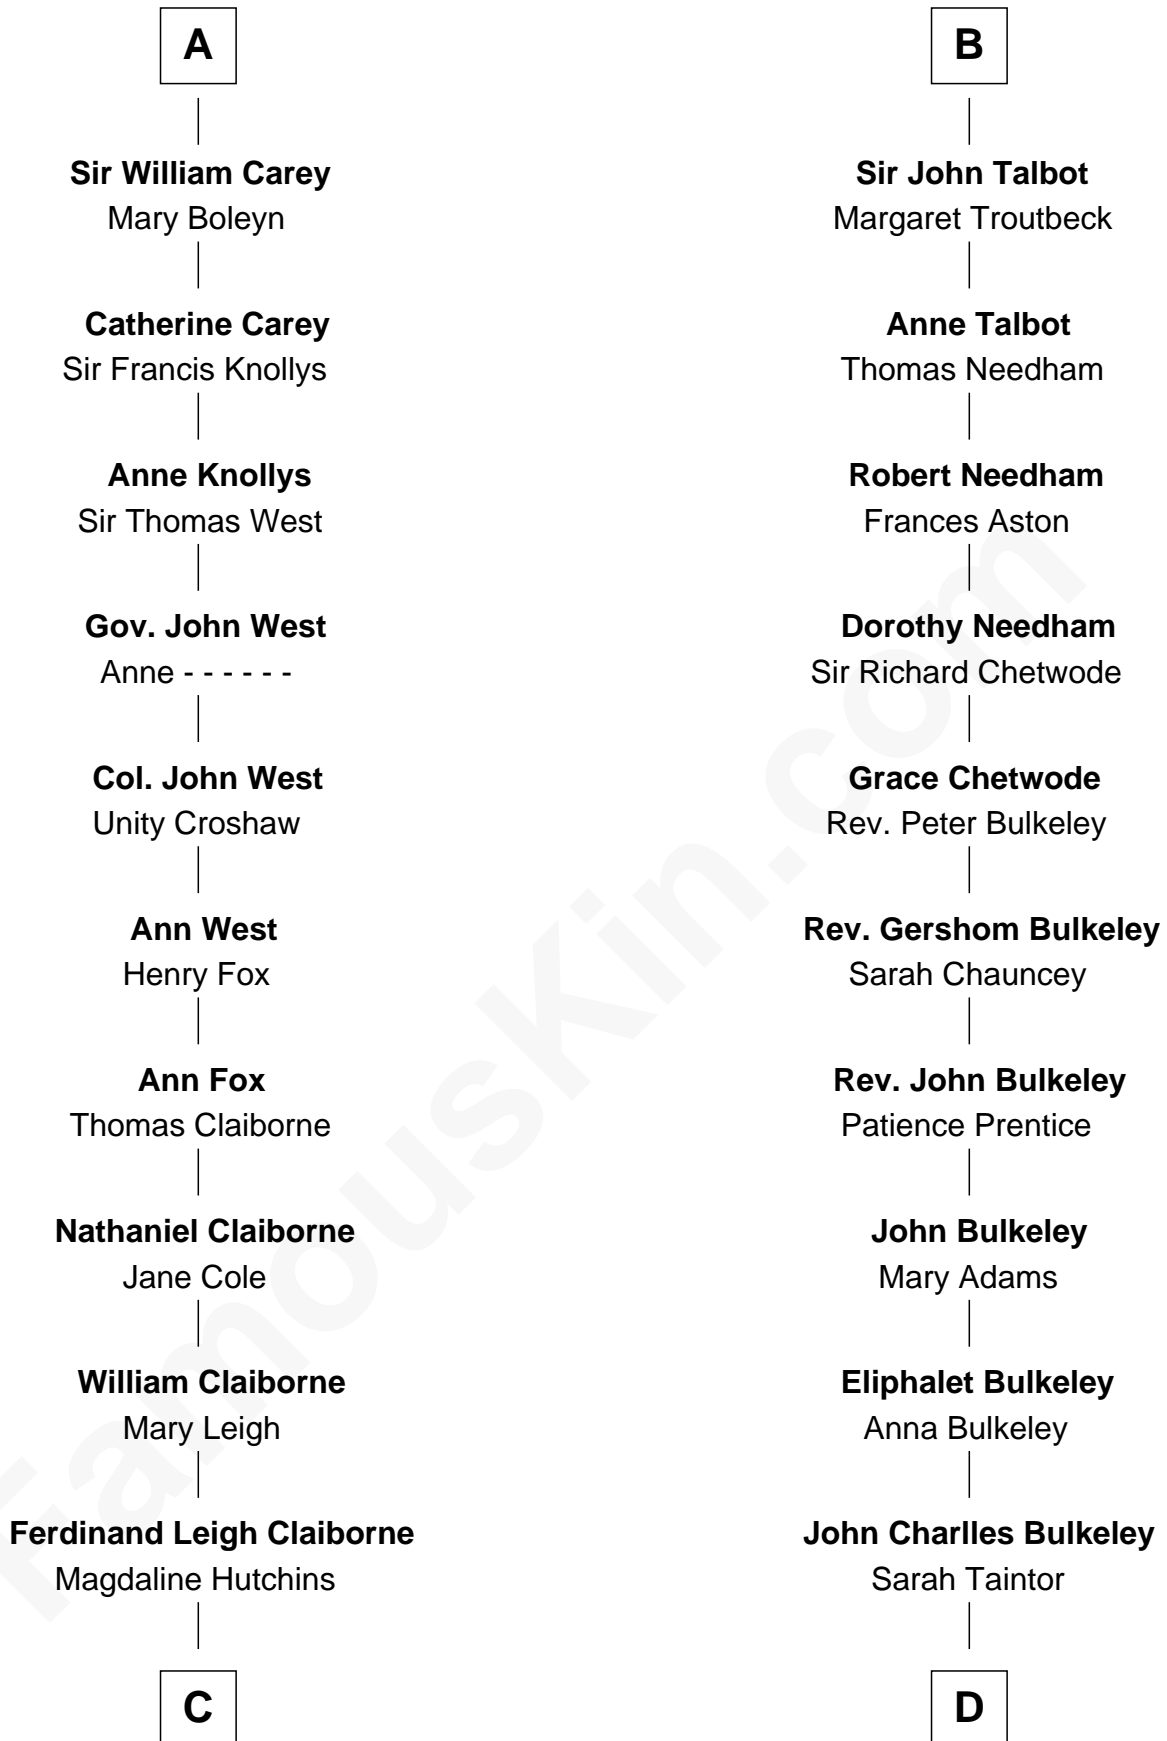 A
Sir William Carey
Mary Boleyn
Catherine Carey
Sir Francis Knollys
Anne Knollys
Sir Thomas West
Gov. John West
Anne - - - - - -
Col. John West
Unity Croshaw
Ann West
Henry Fox
Ann Fox
Thomas Claiborne
Nathaniel Claiborne
Jane Cole
William Claiborne
Mary Leigh
Ferdinand Leigh Claiborne
Magdaline Hutchins
C
B
Sir John Talbot
Margaret Troutbeck
Anne Talbot
Thomas Needham
Robert Needham
Frances Aston
Dorothy Needham
Sir Richard Chetwode
Grace Chetwode
Rev. Peter Bulkeley
Rev. Gershom Bulkeley
Sarah Chauncey
Rev. John Bulkeley
Patience Prentice
John Bulkeley
Mary Adams
Eliphalet Bulkeley
Anna Bulkeley
John Charlles Bulkeley
Sarah Taintor
D
FamousKin.com